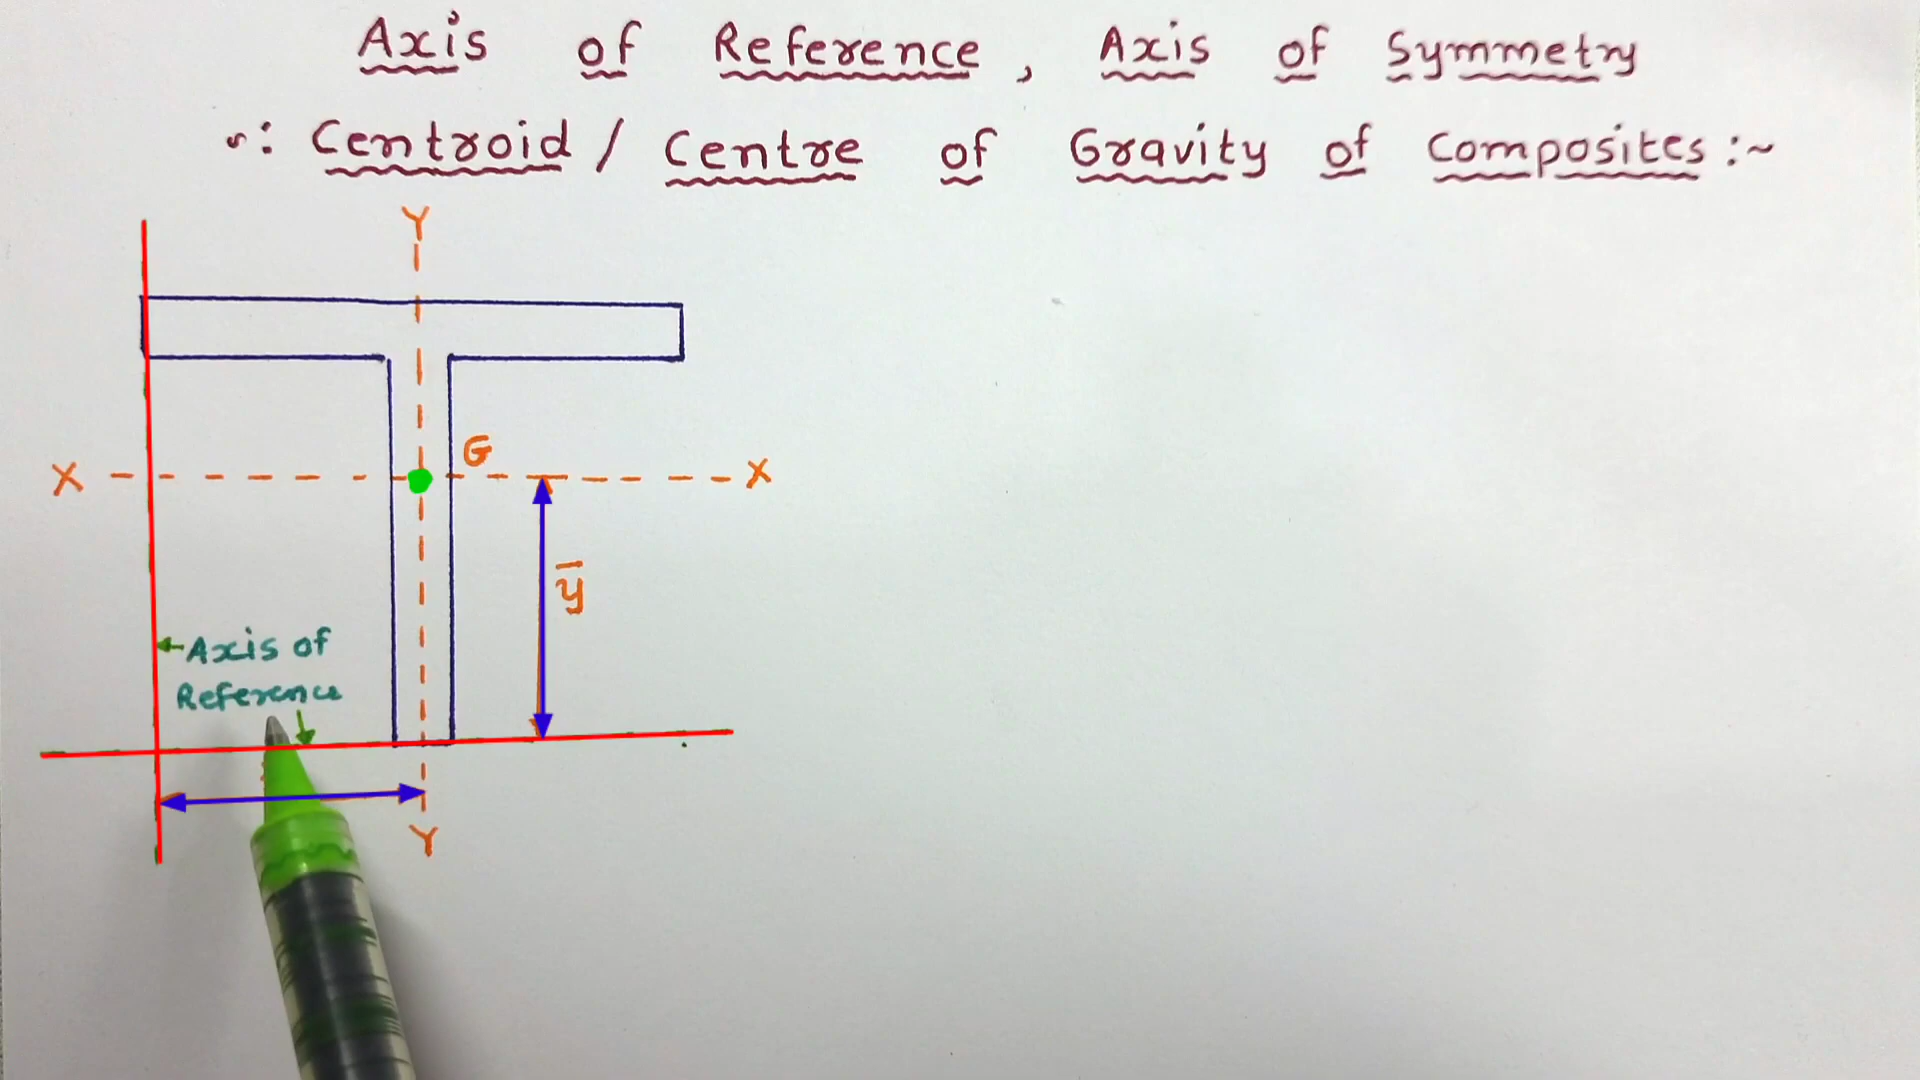 Axis of Reference, Axis of Symmetry
~: Centroid / Centre of Gravity of Composites :~
Y
G
X
X
ȳ
Axis of
Reference
Y